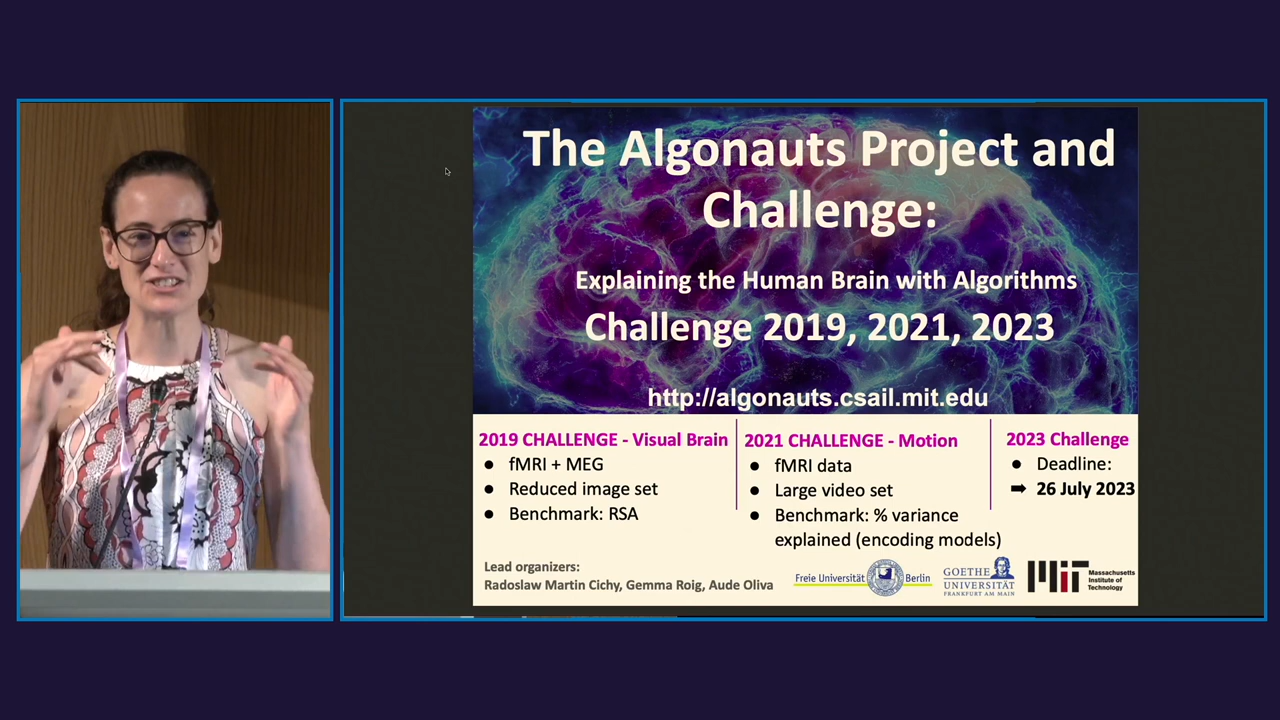 The Algonauts Project and
Challenge:
Explaining the Human Brain with Algorithms
Challenge 2019, 2021, 2023
http://algonauts.csail.mit.edu
2019 CHALLENGE - Visual Brain
● fMRI + MEG
● Reduced image set
● Benchmark: RSA
2021 CHALLENGE - Motion
● fMRI data
● Large video set
● Benchmark: % variance
explained (encoding models)
2023 Challenge
● Deadline:
➡ 26 July 2023
Lead organizers:
Radoslaw Martin Cichy, Gemma Roig, Aude Oliva
Freie Universität Berlin
GOETHE
UNIVERSITÄT
FRANKFURT AM MAIN
MIT
Massachusetts
Institute of
Technology